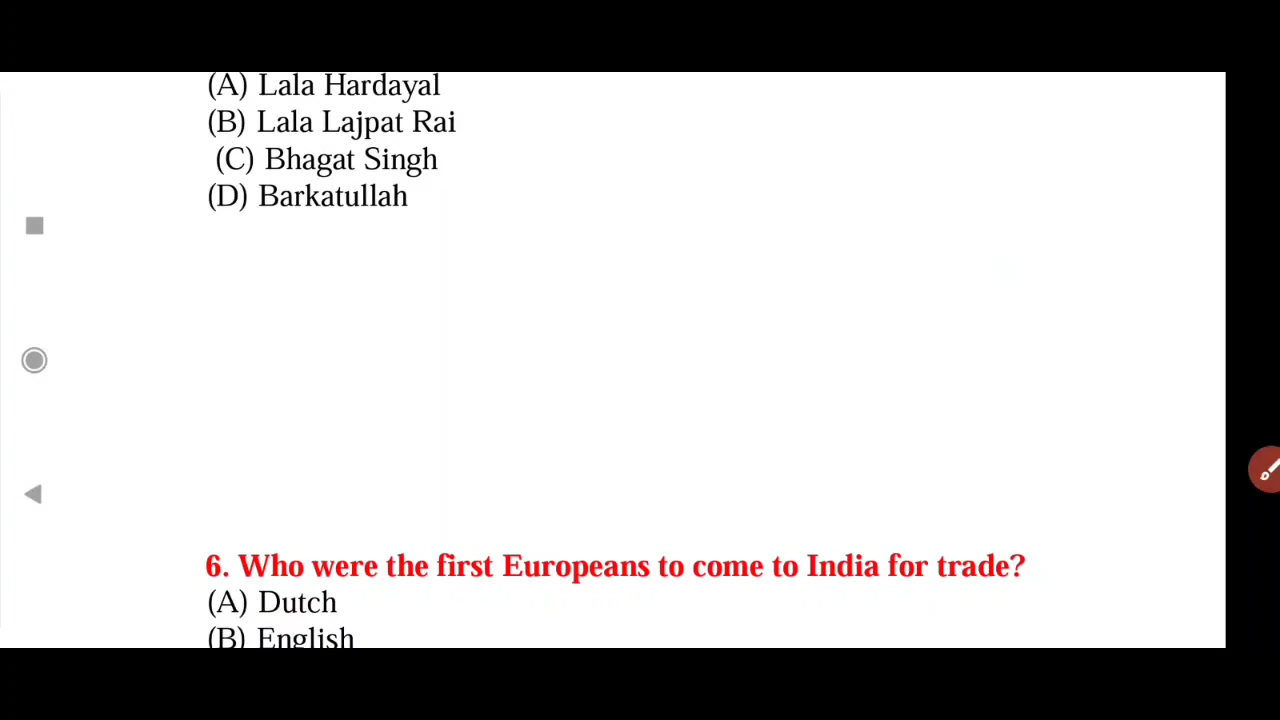 (A) Lala Hardayal
(B) Lala Lajpat Rai
(C) Bhagat Singh
(D) Barkatullah
6. Who were the first Europeans to come to India for trade?
(A) Dutch
(B) English